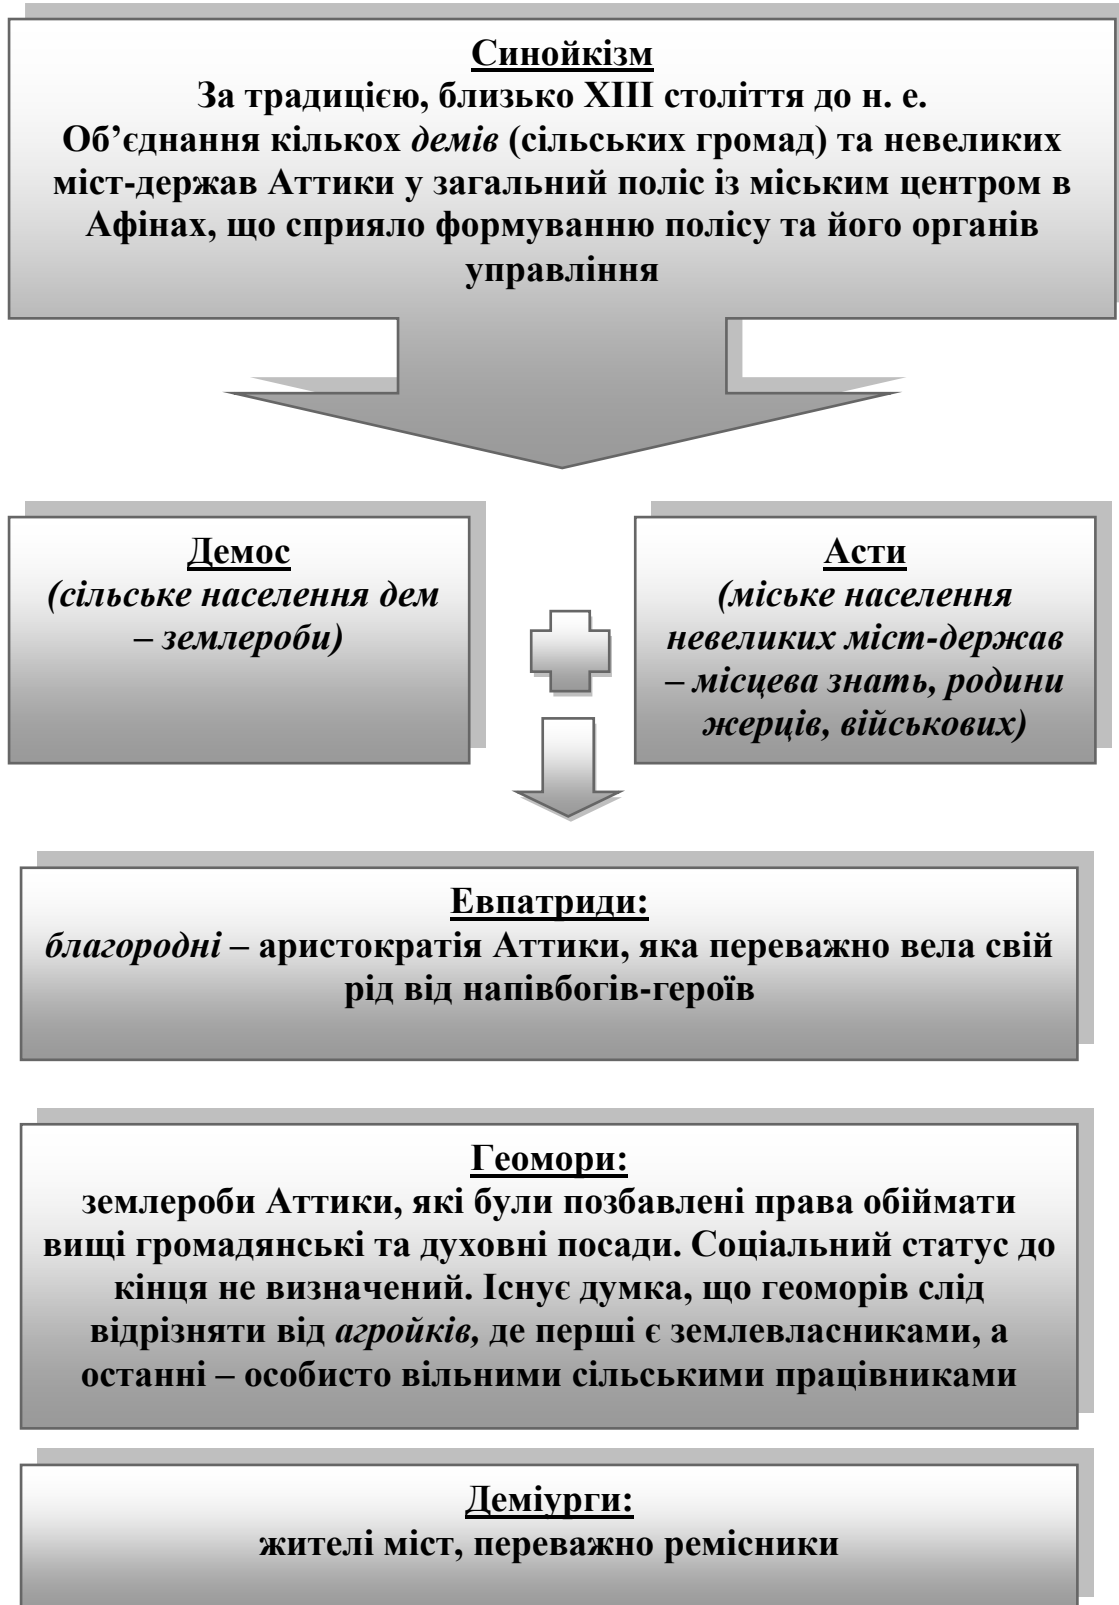 Синойкізм
За традицією, близько XIII століття до н. е.
Об’єднання кількох демів (сільських громад) та невеликих
міст-держав Аттики у загальний поліс із міським центром в
Афінах, що сприяло формуванню полісу та його органів
управління
Демос
(сільське населення дем
– землероби)
Асти
(міське населення
невеликих міст-держав
– місцева знать, родини
жерців, військових)
Евпатриди:
благородні – аристократія Аттики, яка переважно вела свій
рід від напівбогів-героїв
Геомори:
землероби Аттики, які були позбавлені права обіймати
вищі громадянські та духовні посади. Соціальний статус до
кінця не визначений. Існує думка, що геоморів слід
відрізняти від агройків, де перші є землевласниками, а
останні – особисто вільними сільськими працівниками
Деміурги:
жителі міст, переважно ремісники